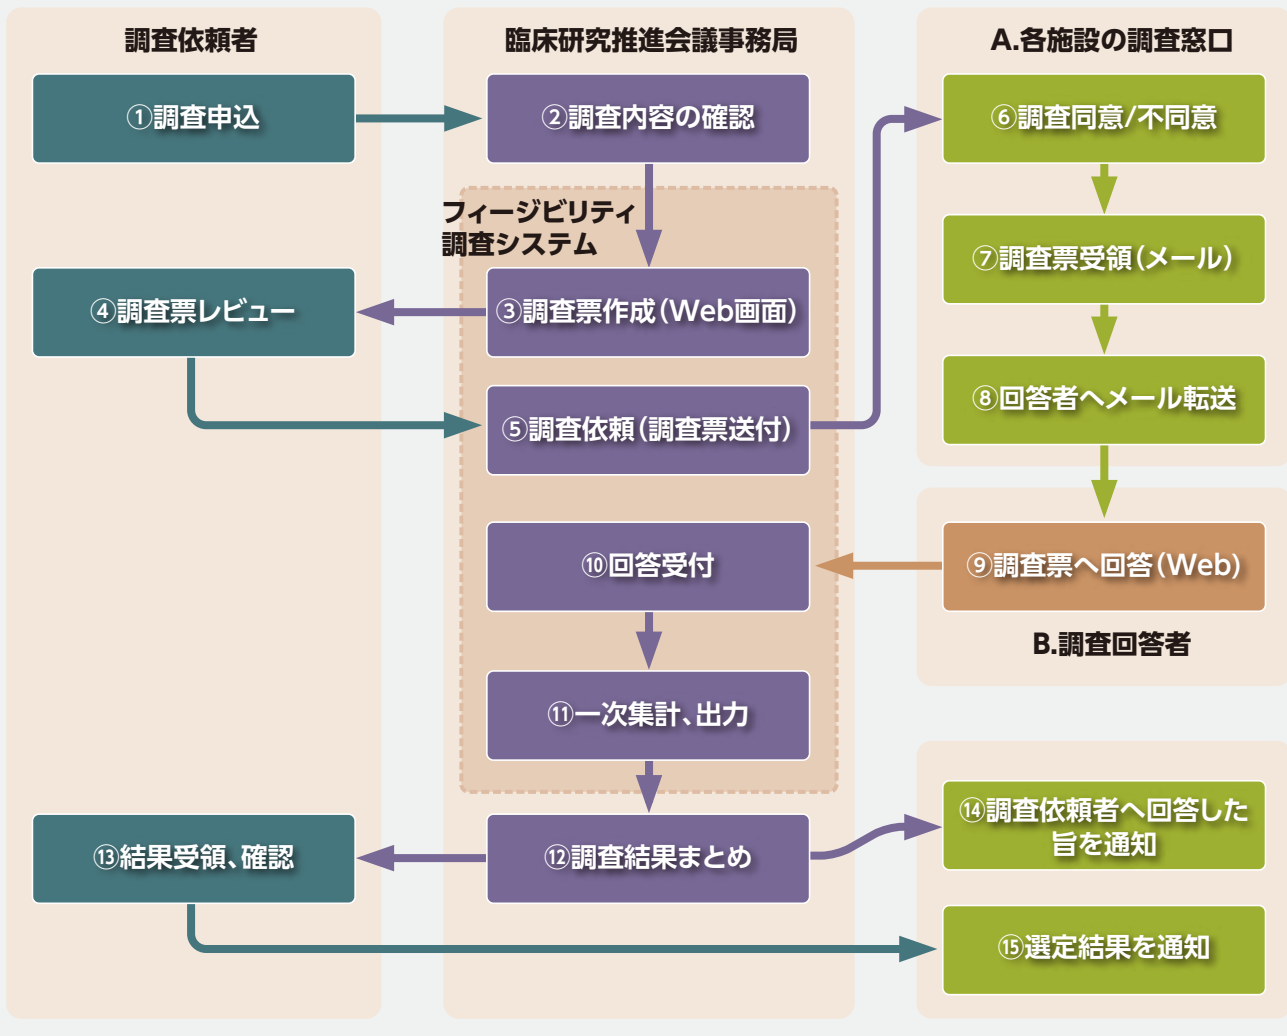 調査依頼者
臨床研究推進会議事務局
A.各施設の調査窓口
①調査申込
②調査内容の確認
⑥調査同意/不同意
フィージビリティ
調査システム
⑦調査票受領(メール)
④調査票レビュー
③調査票作成(Web画面)
⑤調査依頼(調査票送付)
⑧回答者へメール転送
⑩回答受付
⑨調査票へ回答(Web)
B.調査回答者
⑪一次集計、出力
⑬結果受領、確認
⑫調査結果まとめ
⑭調査依頼者へ回答した
旨を通知
⑮選定結果を通知